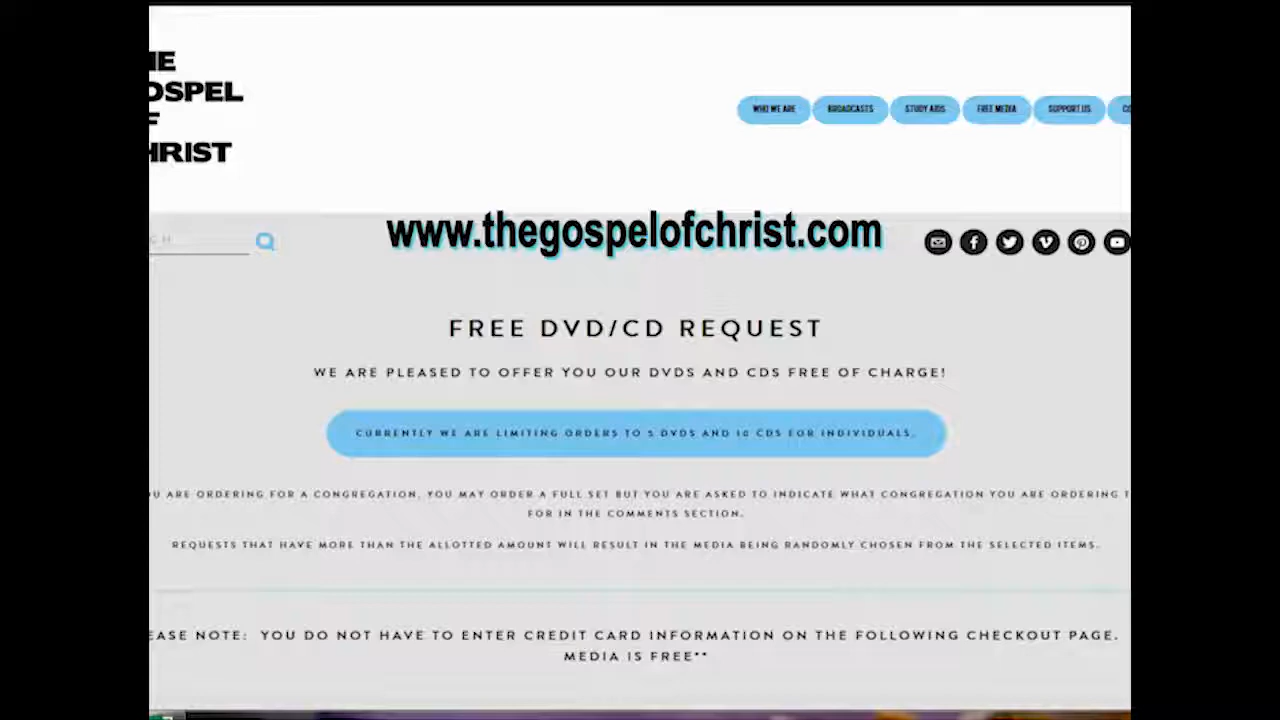 HE
OSPEL
F
HRIST
WHO WE ARE BROADCASTS STUDY AIDS FREE MEDIA SUPPORT US CO
CH
www.thegospelofchrist.com
FREE DVD/CD REQUEST
WE ARE PLEASED TO OFFER YOU OUR DVDS AND CDS FREE OF CHARGE!
CURRENTLY WE ARE LIMITING ORDERS TO 5 DVDS AND 10 CDS FOR INDIVIDUALS.
OU ARE ORDERING FOR A CONGREGATION, YOU MAY ORDER A FULL SET BUT YOU ARE ASKED TO INDICATE WHAT CONGREGATION YOU ARE ORDERING T
FOR IN THE COMMENTS SECTION.
REQUESTS THAT HAVE MORE THAN THE ALLOTTED AMOUNT WILL RESULT IN THE MEDIA BEING RANDOMLY CHOSEN FROM THE SELECTED ITEMS.
EASE NOTE: YOU DO NOT HAVE TO ENTER CREDIT CARD INFORMATION ON THE FOLLOWING CHECKOUT PAGE.
MEDIA IS FREE**